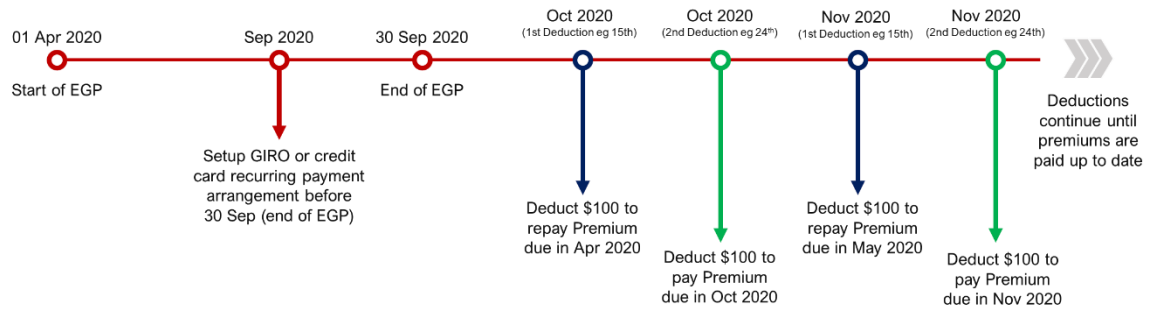 01 Apr 2020
Start of EGP
Sep 2020
Setup GIRO or credit
card recurring payment
arrangement before
30 Sep (end of EGP)
30 Sep 2020
End of EGP
Oct 2020
(1st Deduction eg 15th)
Deduct $100 to
repay Premium
due in Apr 2020
Oct 2020
(2nd Deduction eg 24th)
Deduct $100 to
pay Premium
due in Oct 2020
Nov 2020
(1st Deduction eg 15th)
Deduct $100 to
repay Premium
due in May 2020
Nov 2020
(2nd Deduction eg 24th)
Deduct $100 to
pay Premium
due in Nov 2020
Deductions
continue until
premiums are
paid up to date